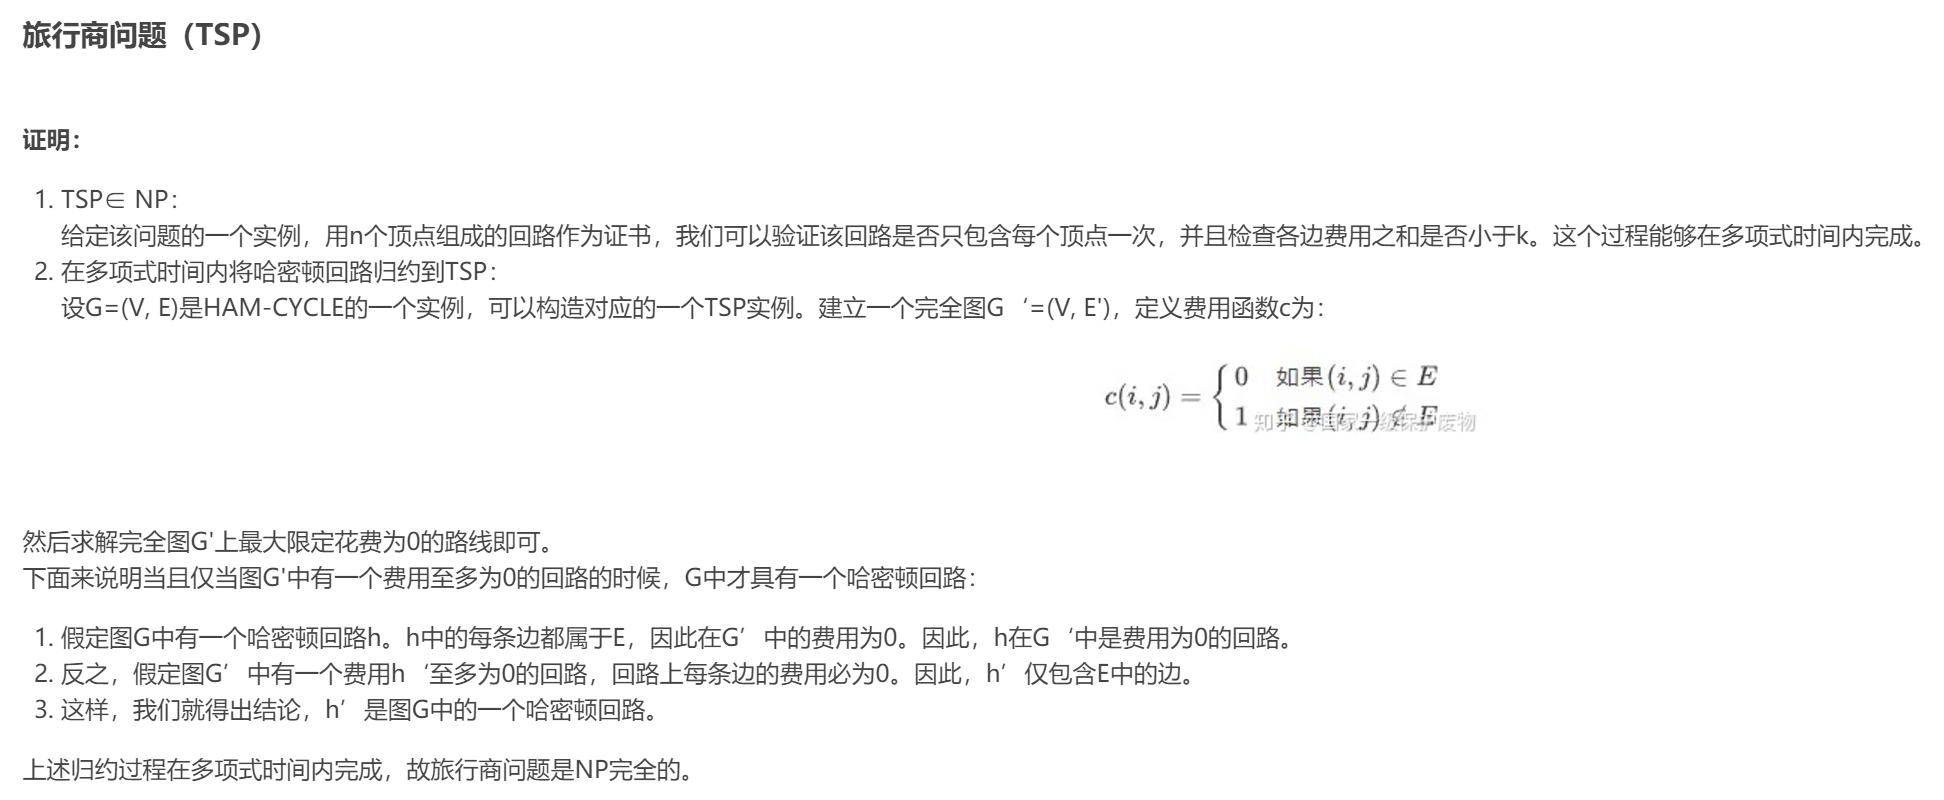 旅行商问题（TSP）
证明：
1. TSP∈ NP：
给定该问题的一个实例，用n个顶点组成的回路作为证书，我们可以验证该回路是否只包含每个顶点一次，并且检查各边费用之和是否小于k。这个过程能够在多项式时间内完成。
2. 在多项式时间内将哈密顿回路归约到TSP：
设G=(V, E)是HAM-CYCLE的一个实例，可以构造对应的一个TSP实例。建立一个完全图G‘=(V, E')，定义费用函数c为：
c(i, j) = { 0 如果(i, j) ∈ E
1 如果(i, j) ∉ E
然后求解完全图G'上最大限定花费为0的路线即可。
下面来说明当且仅当图G'中有一个费用至多为0的回路的时候，G中才具有一个哈密顿回路：
1. 假定图G中有一个哈密顿回路h。h中的每条边都属于E，因此在G’中的费用为0。因此，h在G‘中是费用为0的回路。
2. 反之，假定图G’中有一个费用h‘至多为0的回路，回路上每条边的费用必为0。因此，h’仅包含E中的边。
3. 这样，我们就得出结论，h’是图G中的一个哈密顿回路。
上述归约过程在多项式时间内完成，故旅行商问题是NP完全的。